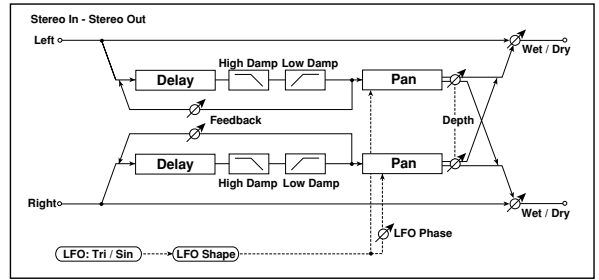 Stereo In - Stereo Out
Left
Wet / Dry
High Damp Low Damp
Delay
Pan
Feedback
Depth
Delay
Pan
High Damp Low Damp
Right
Wet / Dry
LFO Phase
LFO: Tri / Sin
LFO Shape